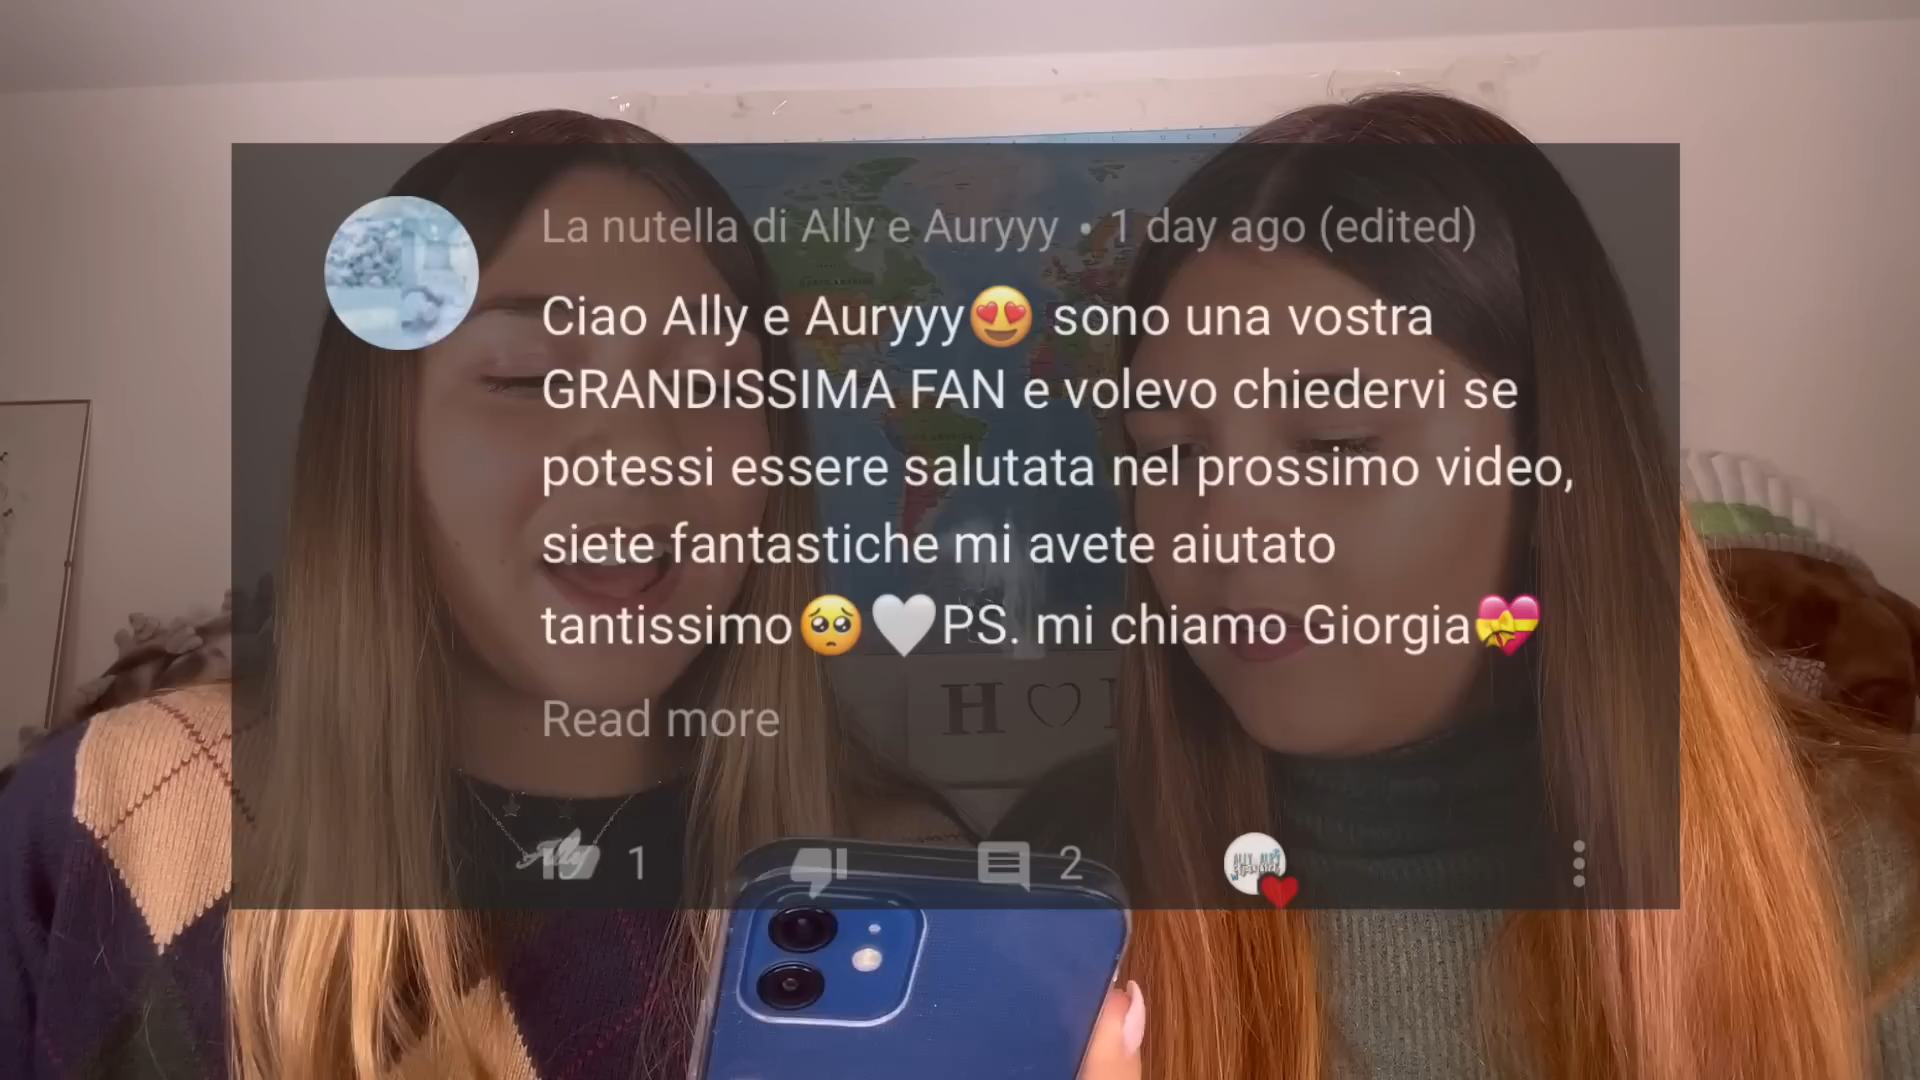 La nutella di Ally e Auryyy • 1 day ago (edited)
Ciao Ally e Auryyy😍 sono una vostra
GRANDISSIMA FAN e volevo chiedervi se
potessi essere salutata nel prossimo video,
siete fantastiche mi avete aiutato
tantissimo🥺🤍PS. mi chiamo Giorgia💝
Read more
H♡
Ally
1
2